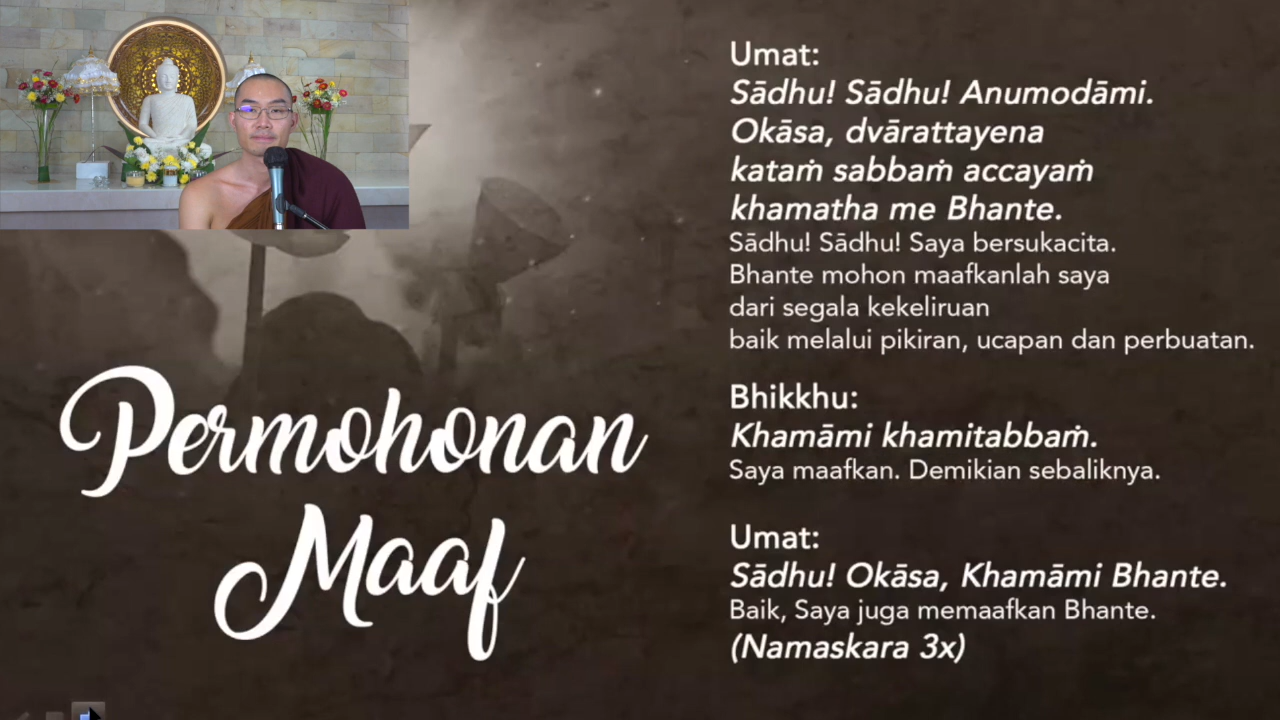 Permohonan
Maaf
Umat:
Sādhu! Sādhu! Anumodāmi.
Okāsa, dvārattayena
kataṁ sabbaṁ accayaṁ
khamatha me Bhante.
Sādhu! Sādhu! Saya bersukacita.
Bhante mohon maafkanlah saya
dari segala kekeliruan
baik melalui pikiran, ucapan dan perbuatan.
Bhikkhu:
Khamāmi khamitabbaṁ.
Saya maafkan. Demikian sebaliknya.
Umat:
Sādhu! Okāsa, Khamāmi Bhante.
Baik, Saya juga memaafkan Bhante.
(Namaskara 3x)